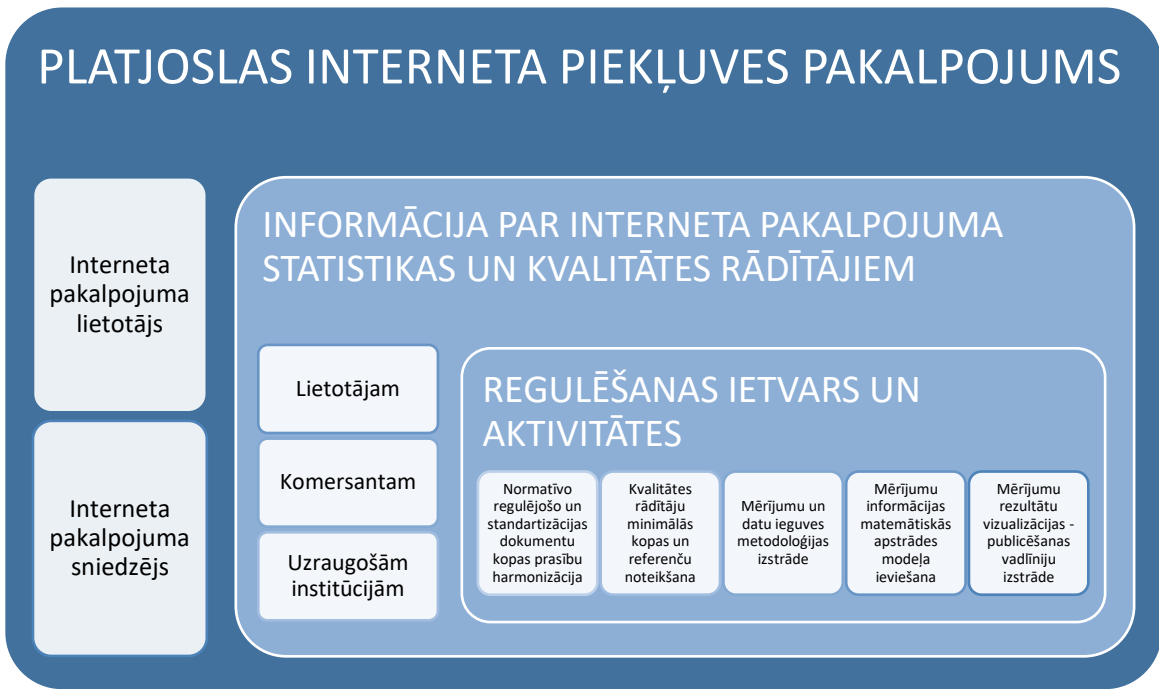 PLATJOSLAS INTERNETA PIEKĻUVES PAKALPOJUMS
Interneta
pakalpojuma
lietotājs
Interneta
pakalpojuma
sniedzējs
INFORMĀCIJA PAR INTERNETA PAKALPOJUMA
STATISTIKAS UN KVALITĀTES RĀDĪTĀJIEM
Lietotājam
Komersantam
Uzraugošām
institūcijām
REGULĒŠANAS IETVARS UN
AKTIVITĀTES
Normatīvo
regulējošo un
standartizācijas
dokumentu
kopas prasību
harmonizācija
Kvalitātes
rādītāju
minimālās
kopas un
referenču
noteikšana
Mērījumu un
datu ieguves
metodoloģijas
izstrāde
Mērījumu
informācijas
matemātiskās
apstrādes
modeļa
ieviešana
Mērījumu
rezultātu
vizualizācijas -
publicēšanas
vadlīniju
izstrāde